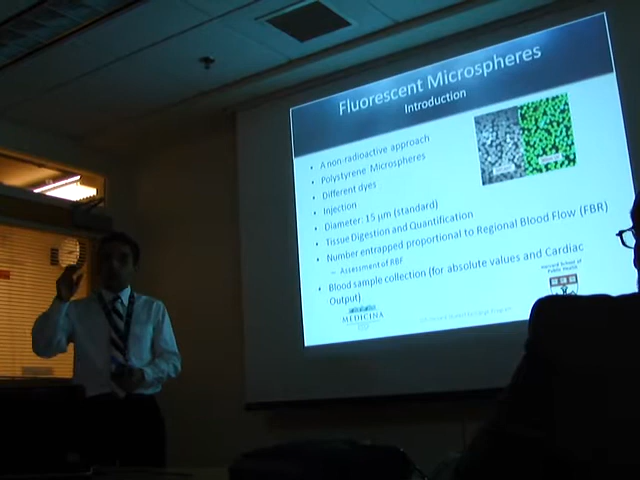 Fluorescent Microspheres
Introduction
• A non-radioactive approach
• Polystyrene Microspheres
• Different dyes
• Injection
• Diameter: 15 µm (standard)
• Tissue Digestion and Quantification
• Number entrapped proportional to Regional Blood Flow (FBR)
– Assessment of RBF
• Blood sample collection (for absolute values and Cardiac
Output)
MEDICINA
Harvard School of
Public Health